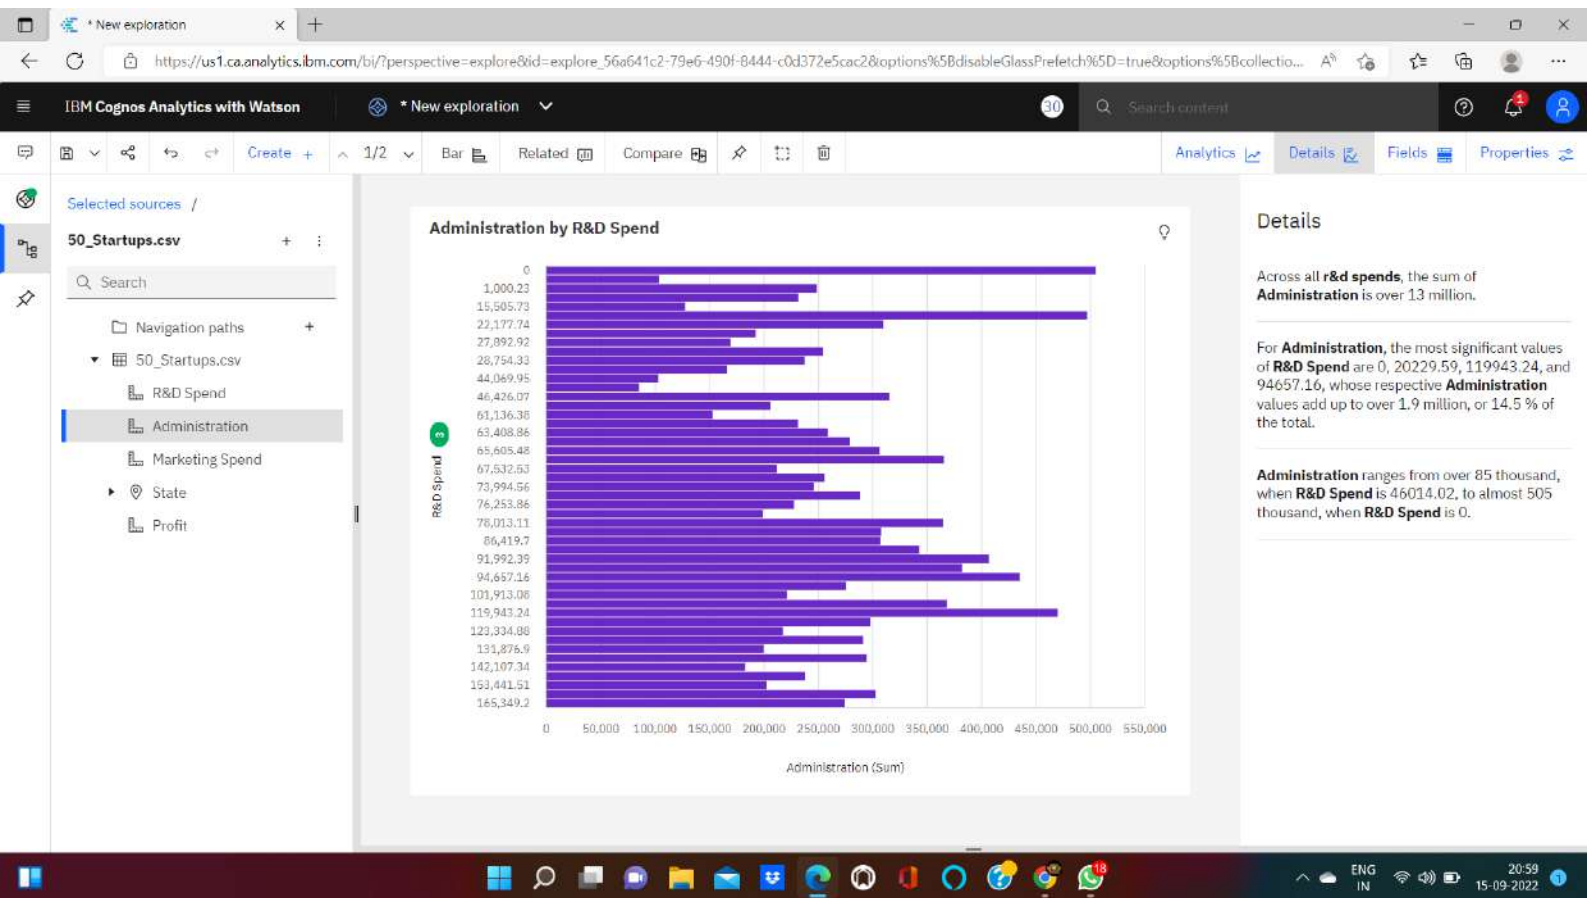 * New exploration
https://us1.ca.analytics.ibm.com/bi/?perspective=explore&id=explore_56a641c2-79e6-490f-8444-c0d372e5cac2&options%5BdisableGlassPrefetch%5D=true&options%5Bcollectio...
IBM Cognos Analytics with Watson
* New exploration
30
Search content
1
Create +
1/2
Bar
Related
Compare
Analytics
Details
Fields
Properties
Selected sources /
50_Startups.csv
Search
Navigation paths
50_Startups.csv
R&D Spend
Administration
Marketing Spend
State
Profit
Administration by R&D Spend
R&D Spend
0
1,000.23
15,505.73
22,177.74
27,892.92
28,754.33
44,069.95
46,426.07
61,136.38
63,408.86
65,605.48
67,532.53
73,994.56
76,253.86
78,013.11
86,419.7
91,992.39
94,657.16
101,913.08
119,943.24
123,334.88
131,876.9
142,107.34
153,441.51
165,349.2
0 50,000 100,000 150,000 200,000 250,000 300,000 350,000 400,000 450,000 500,000 550,000
Administration (Sum)
Details
Across all r&d spends, the sum of
Administration is over 13 million.
For Administration, the most significant values
of R&D Spend are 0, 20229.59, 119943.24, and
94657.16, whose respective Administration
values add up to over 1.9 million, or 14.5 % of
the total.
Administration ranges from over 85 thousand,
when R&D Spend is 46014.02, to almost 505
thousand, when R&D Spend is 0.
18
ENG
IN
20:59
15-09-2022
1